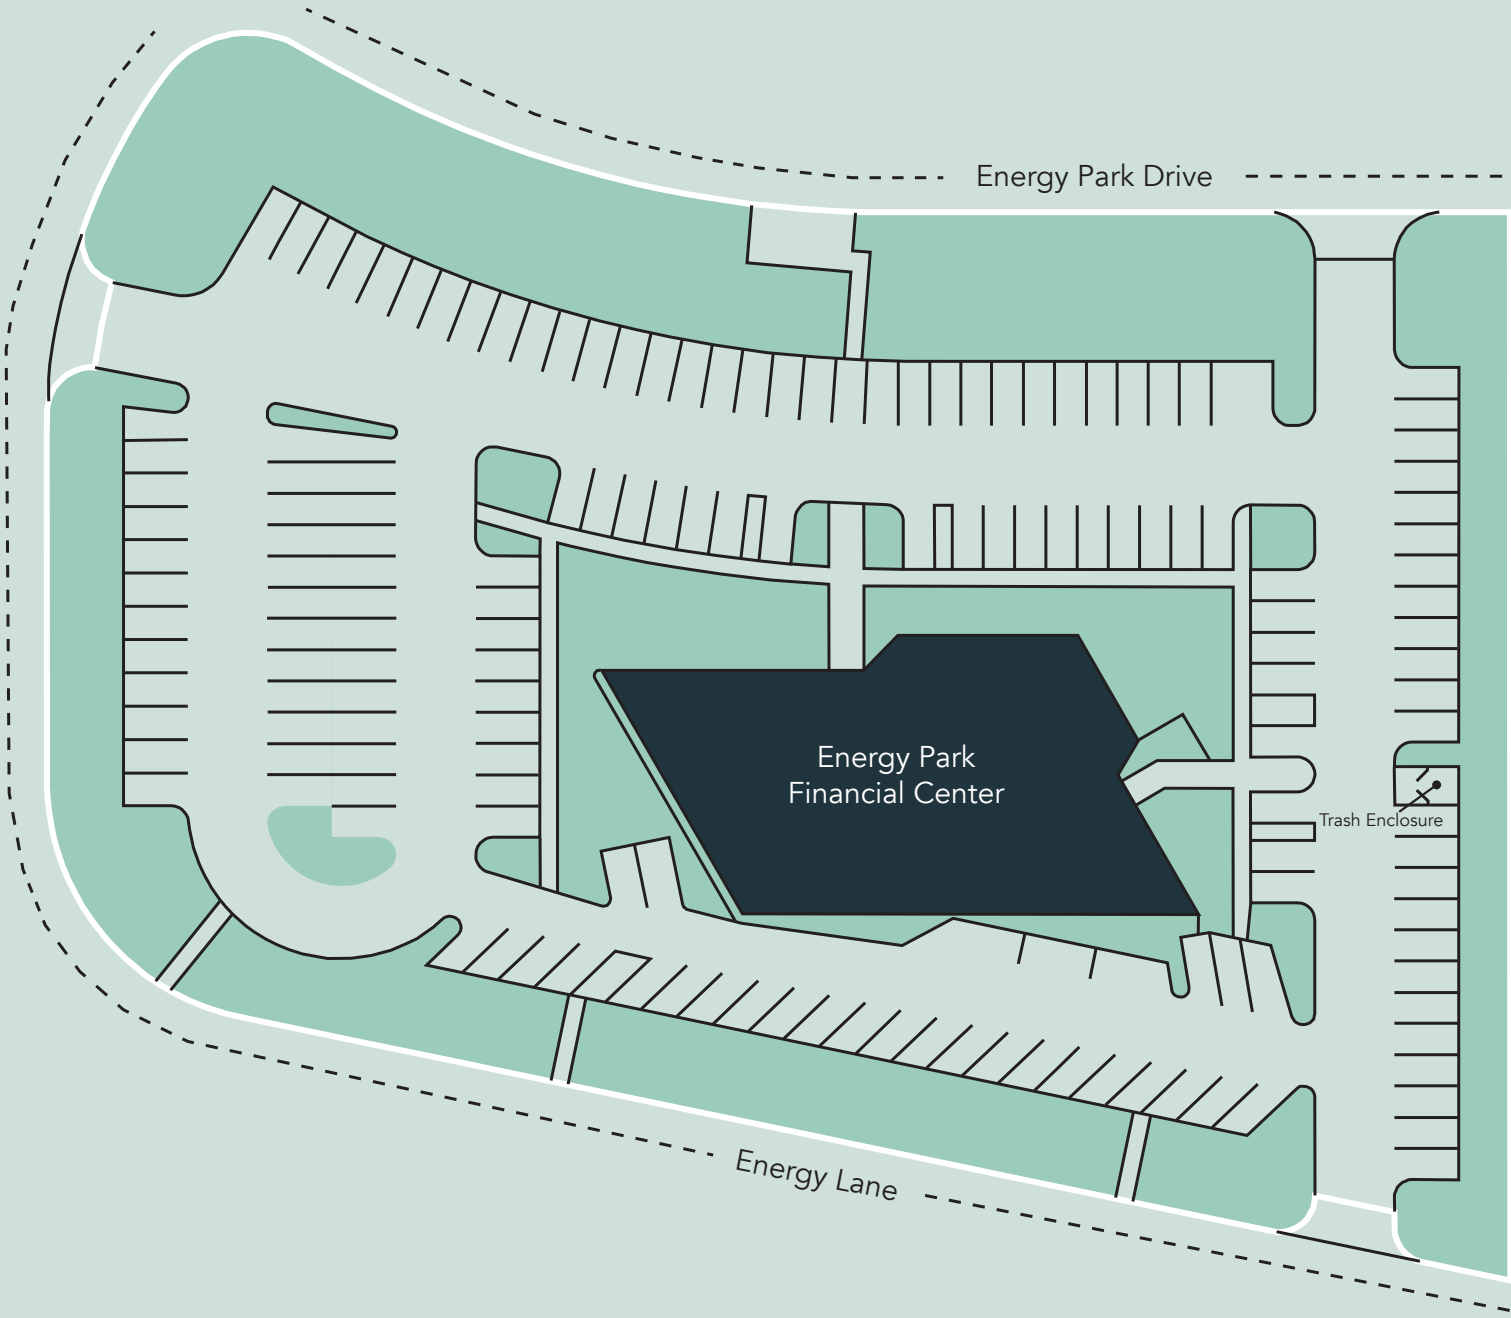 Energy Park Drive
Energy Park
Financial Center
Trash Enclosure
Energy Lane